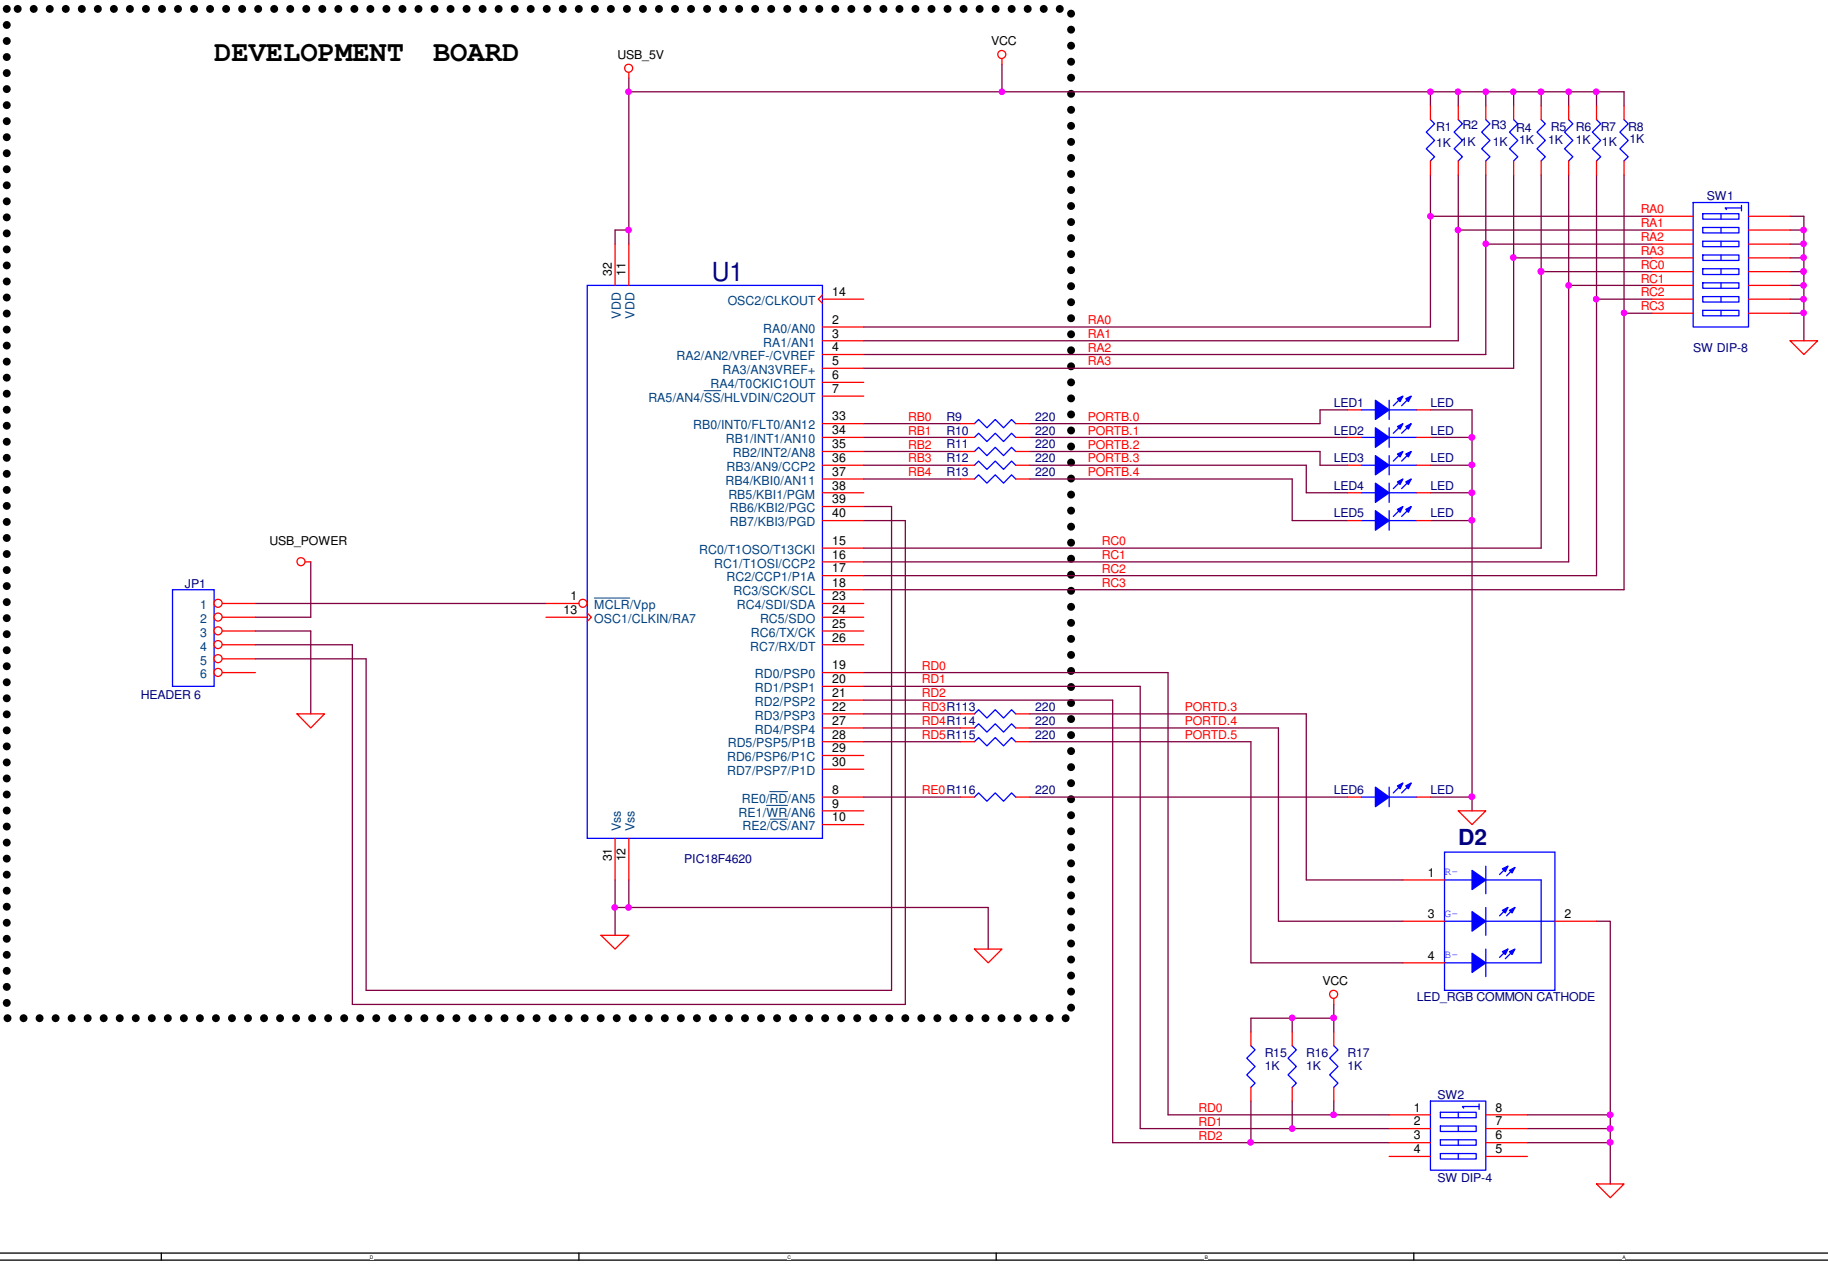 DEVELOPMENT BOARD
USB_5V
VCC
R1 R2 R3 R4 R5 R6 R7 R8
1K 1K 1K 1K 1K 1K 1K 1K
SW1
1
RA0
RA1
RA2
RA3
RC0
RC1
RC2
RC3
SW DIP-8
U1
32 11
VDD VDD
OSC2/CLKOUT 14
RA0/AN0 2 RA0
RA1/AN1 3 RA1
RA2/AN2/VREF-/CVREF 4 RA2
RA3/AN3VREF+ 5 RA3
RA4/T0CKIC1OUT 6
RA5/AN4/SS/HLVDIN/C2OUT 7
RB0/INT0/FLT0/AN12 33 RB0 R9 220 PORTB.0
RB1/INT1/AN10 34 RB1 R10 220 PORTB.1
RB2/INT2/AN8 35 RB2 R11 220 PORTB.2
RB3/AN9/CCP2 36 RB3 R12 220 PORTB.3
RB4/KBI0/AN11 37 RB4 R13 220 PORTB.4
RB5/KBI1/PGM 38
RB6/KBI2/PGC 39
RB7/KBI3/PGD 40
LED1 LED
LED2 LED
LED3 LED
LED4 LED
LED5 LED
RC0/T1OSO/T13CKI 15 RC0
RC1/T1OSI/CCP2 16 RC1
RC2/CCP1/P1A 17 RC2
RC3/SCK/SCL 18 RC3
RC4/SDI/SDA 23
RC5/SDO 24
RC6/TX/CK 25
RC7/RX/DT 26
USB_POWER
JP1
1
2
3
4
5
6
HEADER 6
1 MCLR/Vpp
13 OSC1/CLKIN/RA7
RD0/PSP0 19 RD0
RD1/PSP1 20 RD1
RD2/PSP2 21 RD2
RD3/PSP3 22 RD3 R113 220 PORTD.3
RD4/PSP4 27 RD4 R114 220 PORTD.4
RD5/PSP5/P1B 28 RD5 R115 220 PORTD.5
RD6/PSP6/P1C 29
RD7/PSP7/P1D 30
RE0/RD/AN5 8 RE0 R116 220 LED6 LED
RE1/WR/AN6 9
RE2/CS/AN7 10
Vss Vss
31 12
PIC18F4620
D2
1 R-
3 G- 2
4 B-
LED_RGB COMMON CATHODE
VCC
R15 R16 R17
1K 1K 1K
SW2
1
RD0 1 8
RD1 2 7
RD2 3 6
4 5
SW DIP-4
D C B A